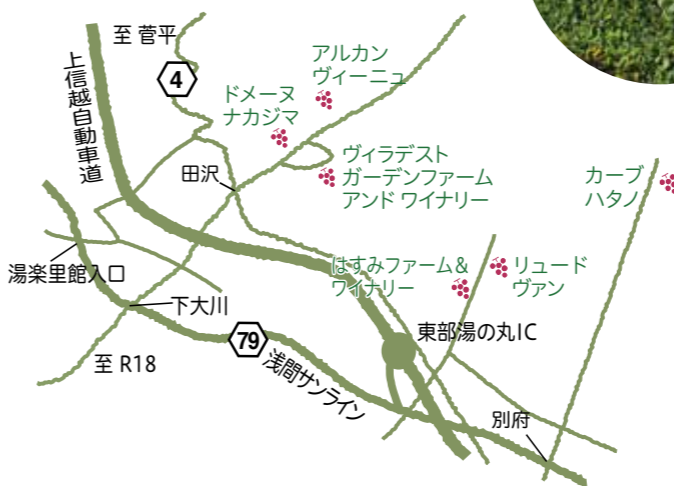 至 菅平
4
上信越自動車道
アルカン
ヴィーニュ
ドメーヌ
ナカジマ
田沢
ヴィラデスト
ガーデンファーム
アンド ワイナリー
カーブ
ハタノ
はすみファーム&
ワイナリー
リュード
ヴァン
湯楽里館入口
下大川
東部湯の丸IC
79
浅間サンライン
至 R18
別府